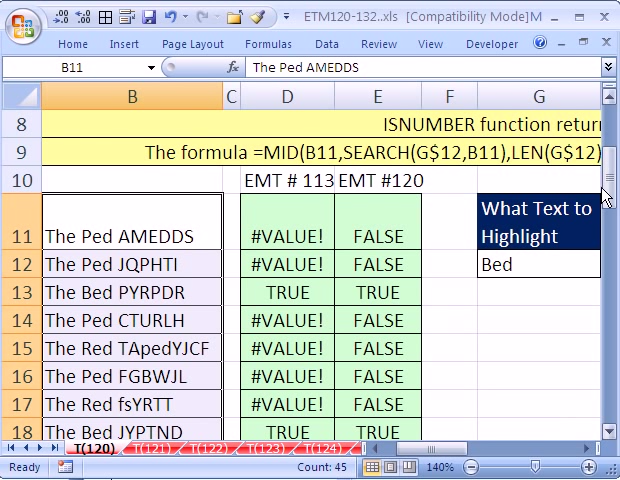 ETM120-132..xls [Compatibility Mode] M
Home Insert Page Layout Formulas Data Review View Developer
B11 fx The Ped AMEDDS
B C D E F G
8 ISNUMBER function retur
9 The formula =MID(B11,SEARCH(G$12,B11),LEN(G$12)
10 EMT # 113 EMT #120
What Text to
11 The Ped AMEDDS #VALUE! FALSE Highlight
12 The Ped JQPHTI #VALUE! FALSE Bed
13 The Bed PYRPDR TRUE TRUE
14 The Ped CTURLH #VALUE! FALSE
15 The Red TApedYJCF #VALUE! FALSE
16 The Ped FGBWJL #VALUE! FALSE
17 The Red fsYRTT #VALUE! FALSE
18 The Bed JYPTND TRUE TRUE
T(120) T(121) T(122) T(123) T(124)
Ready Count: 45 140%